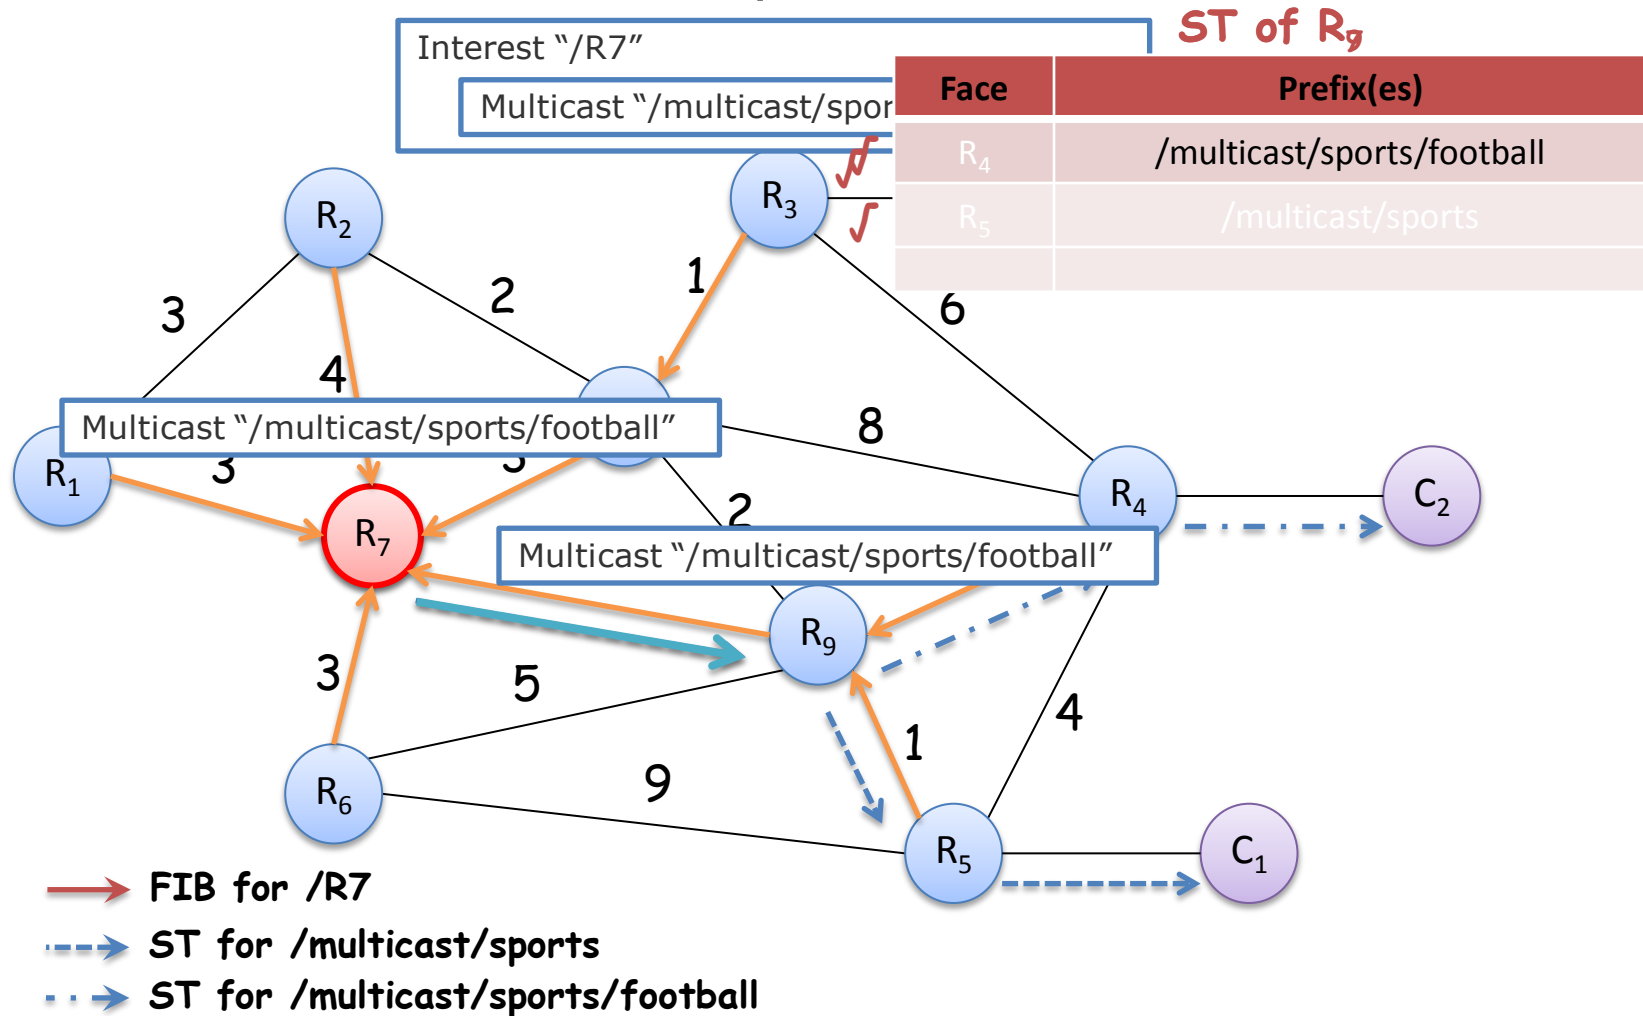 ST of R
Interest “/R7”
Multicast “/multicast/spor
Face Prefix(es)
R4 /multicast/sports/football
R5 /multicast/sports
R3
R2
1
6
3
2
4
8
Multicast “/multicast/sports/football”
R1
3
R4
C2
R7
2
Multicast “/multicast/sports/football”
R9
3
5
4
1
9
R6
R5
C1
FIB for /R7
ST for /multicast/sports
ST for /multicast/sports/football